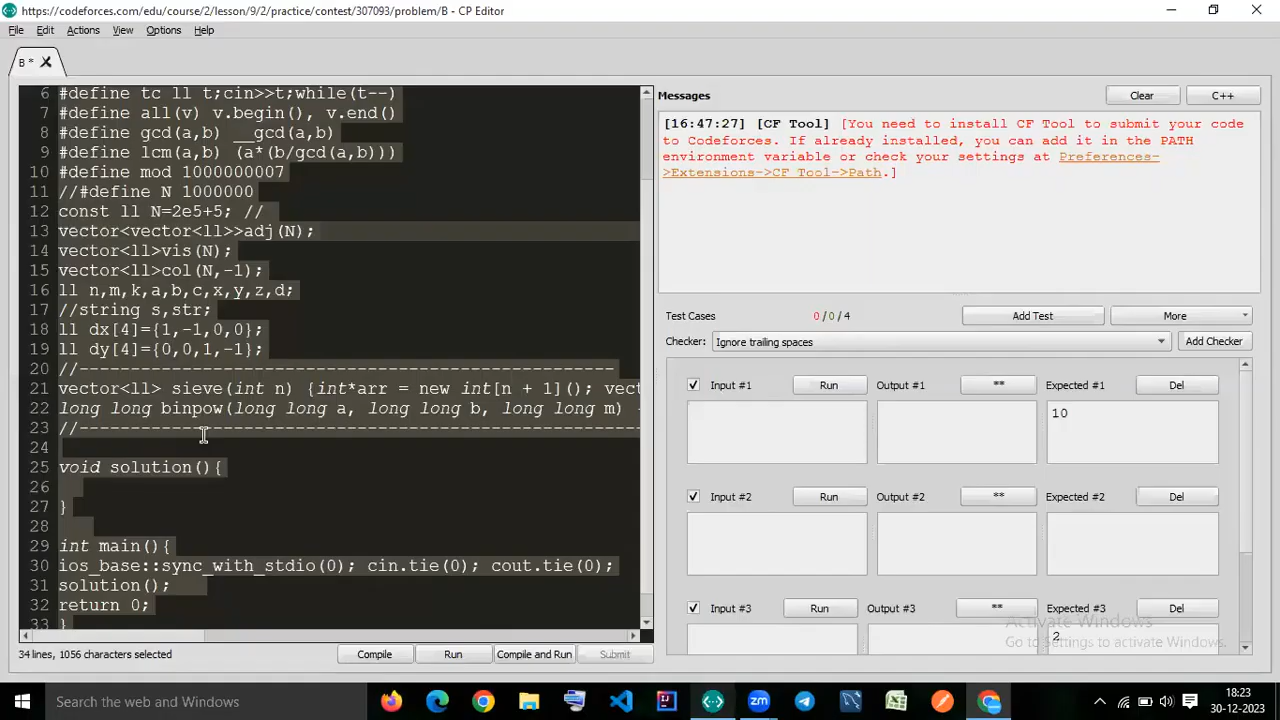 https://codeforces.com/edu/course/2/lesson/9/2/practice/contest/307093/problem/B - CP Editor
File Edit Actions View Options Help
B *
6 #define tc ll t;cin>>t;while(t--)
7 #define all(v) v.begin(), v.end()
8 #define gcd(a,b) __gcd(a,b)
9 #define lcm(a,b) (a*(b/gcd(a,b)))
10 #define mod 1000000007
11 //#define N 1000000
12 const ll N=2e5+5; //
13 vector<vector<ll>>adj(N);
14 vector<ll>vis(N);
15 vector<ll>col(N,-1);
16 ll n,m,k,a,b,c,x,y,z,d;
17 //string s,str;
18 ll dx[4]={1,-1,0,0};
19 ll dy[4]={0,0,1,-1};
20 //----------------------------------------------------
21 vector<ll> sieve(int n) {int*arr = new int[n + 1](); vect
22 long long binpow(long long a, long long b, long long m)
23 //------------------------------------------------------
24
25 void solution(){
26
27 }
28
29 int main(){
30 ios_base::sync_with_stdio(0); cin.tie(0); cout.tie(0);
31 solution();
32 return 0;
33 }
34 lines, 1056 characters selected
Compile Run Compile and Run Submit
Messages Clear C++
[16:47:27] [CF Tool] [You need to install CF Tool to submit your code
to Codeforces. If already installed, you can add it in the PATH
environment variable or check your settings at Preferences-
>Extensions->CF Tool->Path.]
Test Cases 0/0/4 Add Test More
Checker: Ignore trailing spaces Add Checker
Input #1 Run Output #1 ** Expected #1 Del
10
Input #2 Run Output #2 ** Expected #2 Del
Input #3 Run Output #3 ** Expected #3 Del
2
Activate Windows
Go to Settings to activate Windows.
Search the web and Windows
18:23
30-12-2023